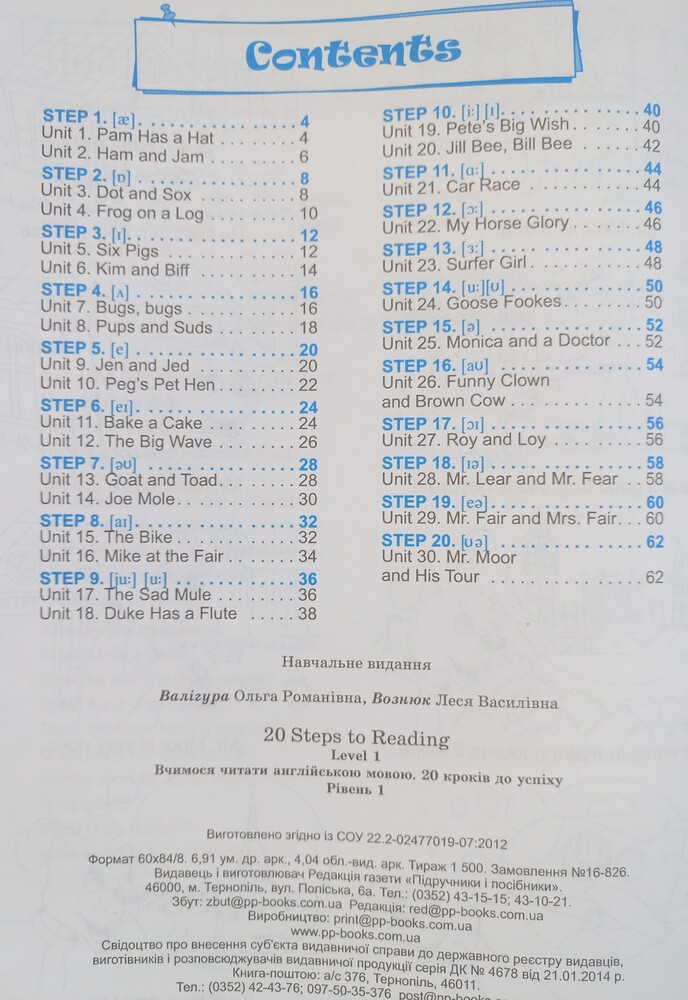 Contents
STEP 1. [æ] . . . . . . . . . . . . . . . . . 4
Unit 1. Pam Has a Hat . . . . . . . . 4
Unit 2. Ham and Jam . . . . . . . . . 6
STEP 2. [ɒ] . . . . . . . . . . . . . . . . . 8
Unit 3. Dot and Sox . . . . . . . . . . 8
Unit 4. Frog on a Log . . . . . . . . 10
STEP 3. [ɪ]. . . . . . . . . . . . . . . . . 12
Unit 5. Six Pigs . . . . . . . . . . . . 12
Unit 6. Kim and Biff . . . . . . . . . 14
STEP 4. [ʌ] . . . . . . . . . . . . . . . . 16
Unit 7. Bugs, bugs . . . . . . . . . . 16
Unit 8. Pups and Suds . . . . . . . 18
STEP 5. [e] . . . . . . . . . . . . . . . . 20
Unit 9. Jen and Jed . . . . . . . . . 20
Unit 10. Peg's Pet Hen . . . . . . . 22
STEP 6. [eɪ]. . . . . . . . . . . . . . . . 24
Unit 11. Bake a Cake . . . . . . . . 24
Unit 12. The Big Wave . . . . . . . 26
STEP 7. [əʊ] . . . . . . . . . . . . . . . 28
Unit 13. Goat and Toad. . . . . . . 28
Unit 14. Joe Mole. . . . . . . . . . . 30
STEP 8. [aɪ]. . . . . . . . . . . . . . . . 32
Unit 15. The Bike . . . . . . . . . . . 32
Unit 16. Mike at the Fair . . . . . . 34
STEP 9. [ju:] [u:] . . . . . . . . . . . . 36
Unit 17. The Sad Mule . . . . . . . 36
Unit 18. Duke Has a Flute . . . . . 38
STEP 10. [i:] [ɪ]. . . . . . . . . . . . . . 40
Unit 19. Pete's Big Wish . . . . . . . 40
Unit 20. Jill Bee, Bill Bee . . . . . . 42
STEP 11. [ɑ:] . . . . . . . . . . . . . . . 44
Unit 21. Car Race . . . . . . . . . . . 44
STEP 12. [ɔ:] . . . . . . . . . . . . . . . 46
Unit 22. My Horse Glory . . . . . . . 46
STEP 13. [ɜ:] . . . . . . . . . . . . . . . 48
Unit 23. Surfer Girl . . . . . . . . . . . 48
STEP 14. [u:][ʊ] . . . . . . . . . . . . . 50
Unit 24. Goose Fookes. . . . . . . . 50
STEP 15. [ə] . . . . . . . . . . . . . . . . 52
Unit 25. Monica and a Doctor . . . 52
STEP 16. [aʊ] . . . . . . . . . . . . . . . 54
Unit 26. Funny Clown
and Brown Cow . . . . . . . . . . . . . 54
STEP 17. [ɔɪ] . . . . . . . . . . . . . . . 56
Unit 27. Roy and Loy . . . . . . . . . 56
STEP 18. [ɪə] . . . . . . . . . . . . . . . 58
Unit 28. Mr. Lear and Mr. Fear . . 58
STEP 19. [eə] . . . . . . . . . . . . . . . 60
Unit 29. Mr. Fair and Mrs. Fair. . . 60
STEP 20. [ʊə] . . . . . . . . . . . . . . . 62
Unit 30. Mr. Moor
and His Tour . . . . . . . . . . . . . . . 62
Навчальне видання
Валігура Ольга Романівна, Вознюк Леся Василівна
20 Steps to Reading
Level 1
Вчимося читати англійською мовою. 20 кроків до успіху
Рівень 1
Виготовлено згідно із СОУ 22.2-02477019-07:2012
Формат 60х84/8. 6,91 ум. др. арк., 4,04 обл.-вид. арк. Тираж 1 500. Замовлення №16-826.
Видавець і виготовлювач Редакція газети «Підручники і посібники».
46000, м. Тернопіль, вул. Поліська, 6а. Тел.: (0352) 43-15-15; 43-10-21.
Збут: zbut@pp-books.com.ua Редакція: red@pp-books.com.ua
Виробництво: print@pp-books.com.ua
www.pp-books.com.ua
Свідоцтво про внесення суб'єкта видавничої справи до державного реєстру видавців,
виготівників і розповсюджувачів видавничої продукції серія ДК № 4678 від 21.01.2014 р.
Книга-поштою: а/с 376, Тернопіль, 46011.
Тел.: (0352) 42-43-76; 097-50-35-376 post@pp-books.com.ua